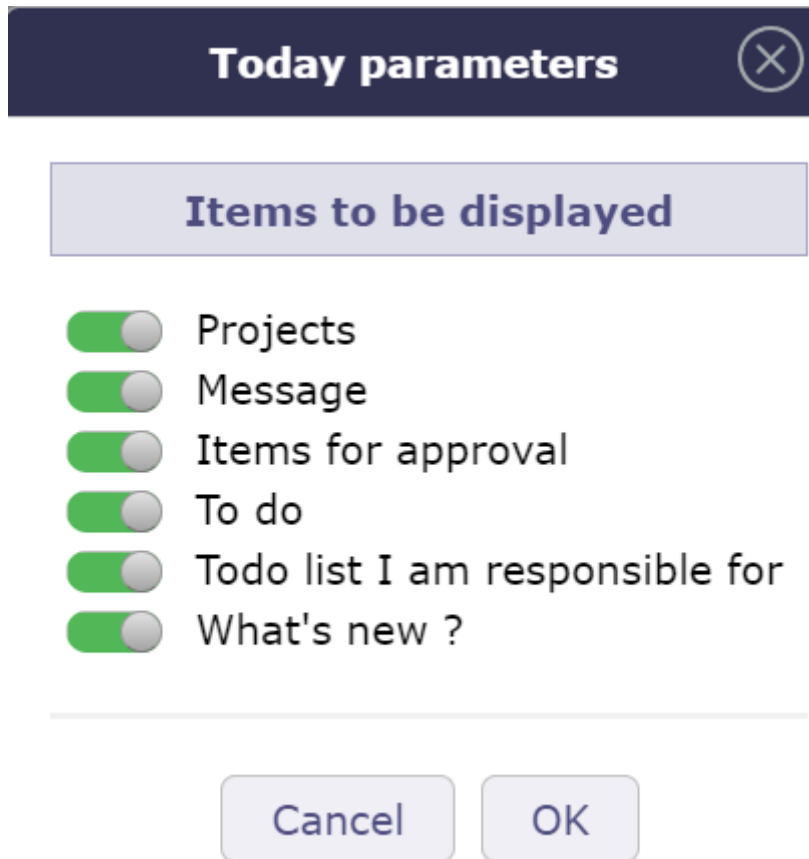 Today parameters
Items to be displayed
Projects
Message
Items for approval
To do
Todo list I am responsible for
What's new ?
Cancel
OK